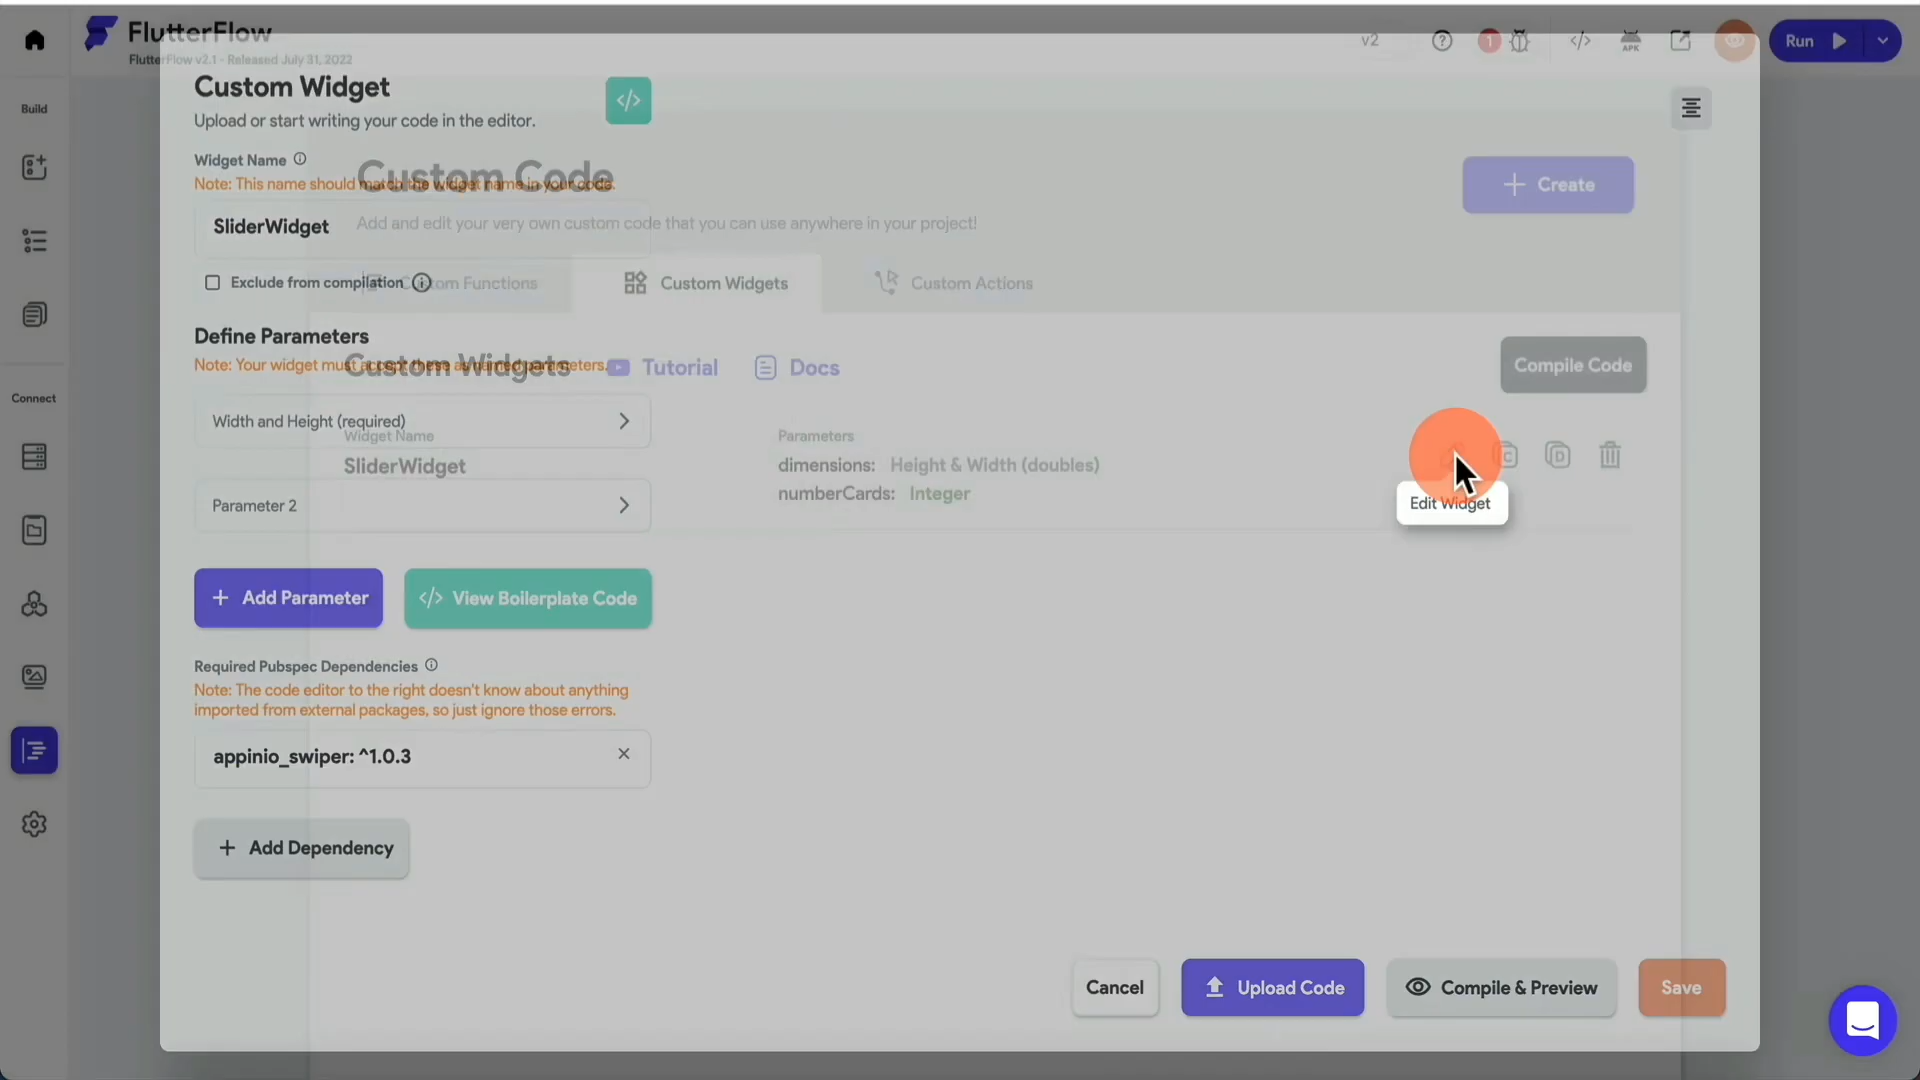 FlutterFlow
FlutterFlow v2.1 - Released July 31, 2022
v2
1
APK
Run
Build
Custom Widget
Upload or start writing your code in the editor.
</>
Widget Name
Note: This name should match the widget name in your code.
Custom Code
Create
SliderWidget
Add and edit your very own custom code that you can use anywhere in your project!
Exclude from compilation
Custom Functions
Custom Widgets
Custom Actions
Define Parameters
Note: Your widget must accept these as named parameters.
Custom Widgets
Tutorial
Docs
Compile Code
Connect
Width and Height (required)
Widget Name
Parameters
SliderWidget
dimensions: Height & Width (doubles)
numberCards: Integer
Edit Widget
Parameter 2
+ Add Parameter
</> View Boilerplate Code
Required Pubspec Dependencies
Note: The code editor to the right doesn't know about anything
imported from external packages, so just ignore those errors.
appinio_swiper: ^1.0.3
+ Add Dependency
Cancel
Upload Code
Compile & Preview
Save